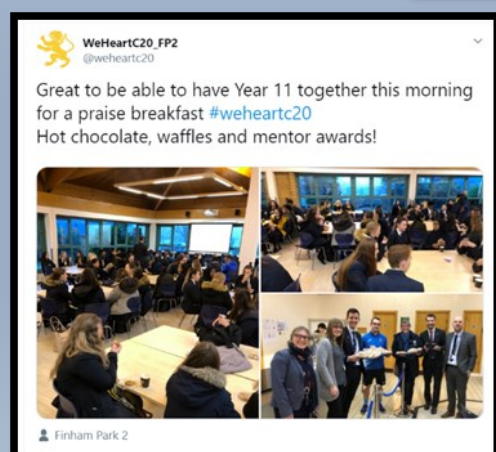 WeHeartC20_FP2
@weheartc20
Great to be able to have Year 11 together this morning
for a praise breakfast #weheartc20
Hot chocolate, waffles and mentor awards!
Finham Park 2